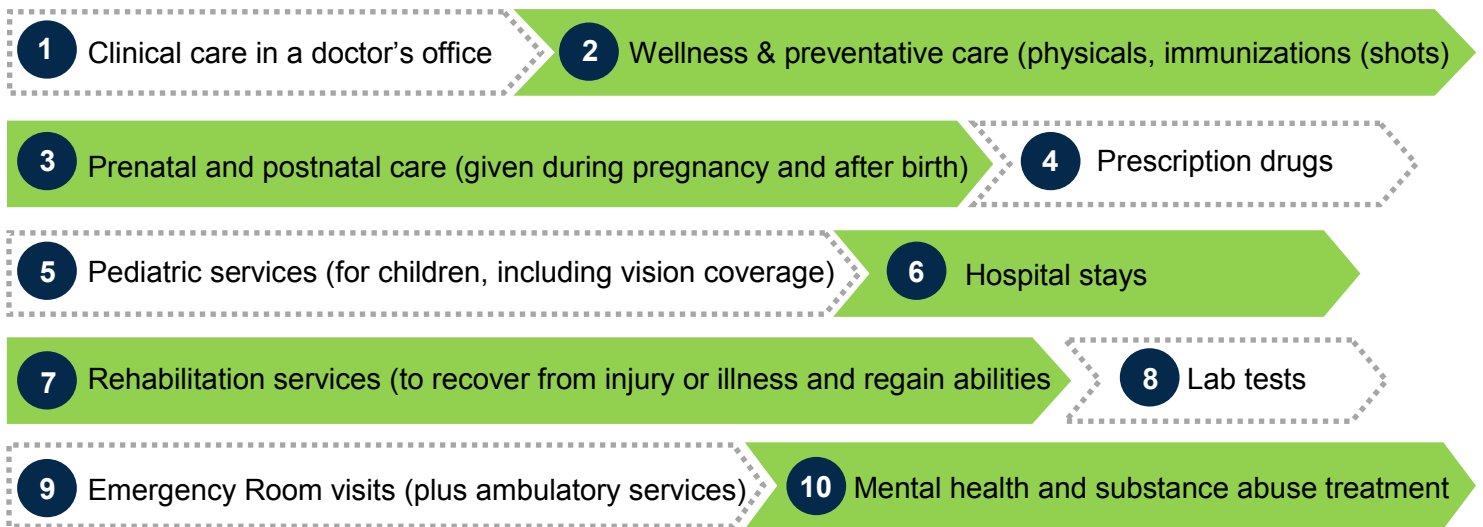 1 Clinical care in a doctor's office
2 Wellness & preventative care (physicals, immunizations (shots)
3 Prenatal and postnatal care (given during pregnancy and after birth)
4 Prescription drugs
5 Pediatric services (for children, including vision coverage)
6 Hospital stays
7 Rehabilitation services (to recover from injury or illness and regain abilities
8 Lab tests
9 Emergency Room visits (plus ambulatory services)
10 Mental health and substance abuse treatment